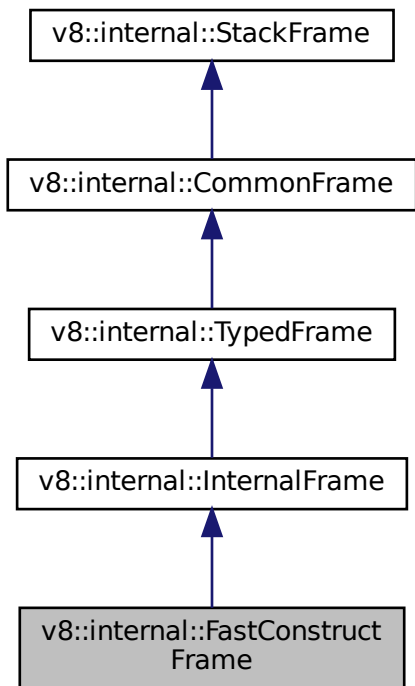 v8::internal::StackFrame
v8::internal::CommonFrame
v8::internal::TypedFrame
v8::internal::InternalFrame
v8::internal::FastConstruct
Frame